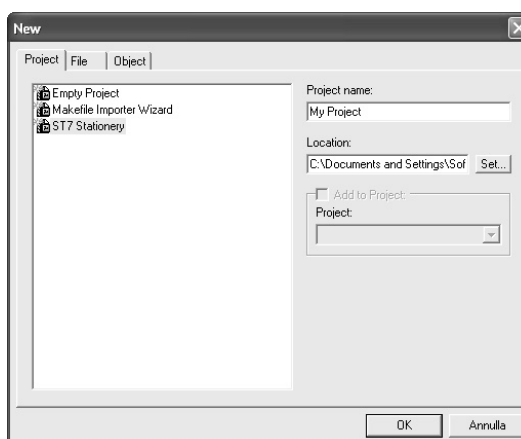 New
Project File Object
Empty Project
Makefile Importer Wizard
ST7 Stationery
Project name:
My Project
Location:
C:\Documents and Settings\Sof Set...
Add to Project:
Project:
OK Annulla